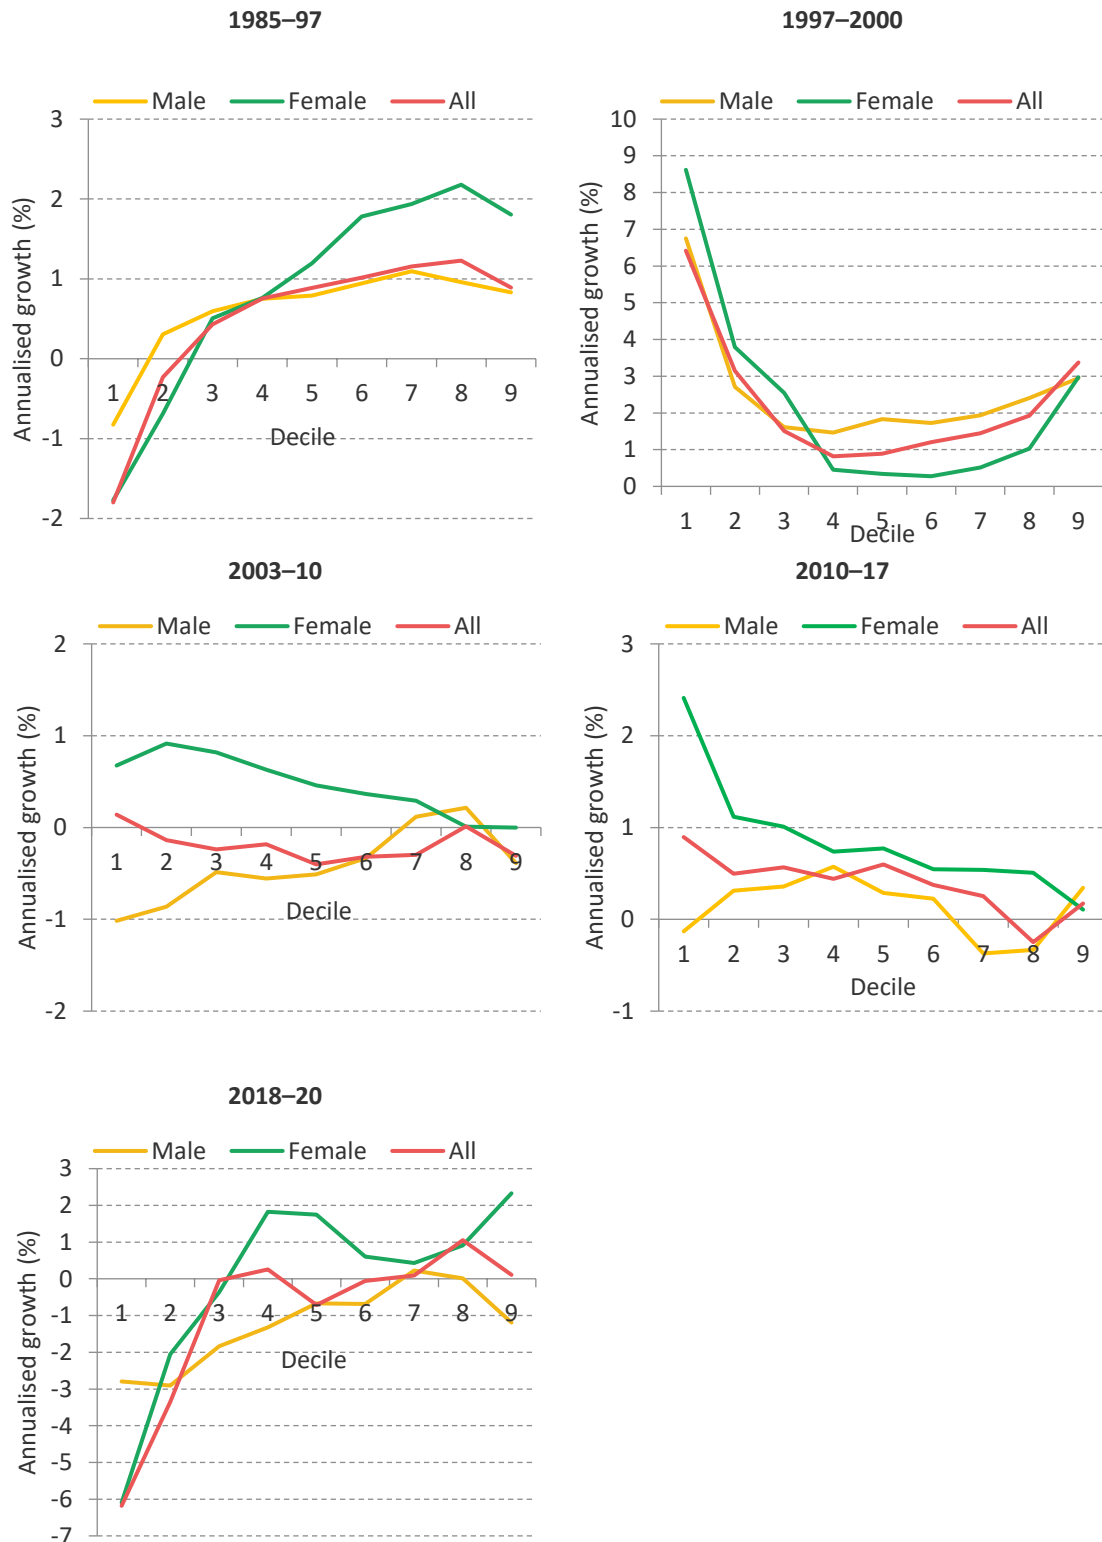 1985–97
Male Female All
Annualised growth (%)
3
2
1
0
-1
-2
1 2 3 4 5 6 7 8 9
Decile
1997–2000
Male Female All
Annualised growth (%)
10
9
8
7
6
5
4
3
2
1
0
1 2 3 4 5 6 7 8 9
Decile
2003–10
Male Female All
Annualised growth (%)
2
1
0
-1
-2
1 2 3 4 5 6 7 8 9
Decile
2010–17
Male Female All
Annualised growth (%)
3
2
1
0
-1
1 2 3 4 5 6 7 8 9
Decile
2018–20
Male Female All
Annualised growth (%)
3
2
1
0
-1
-2
-3
-4
-5
-6
-7
1 2 3 4 5 6 7 8 9
Decile